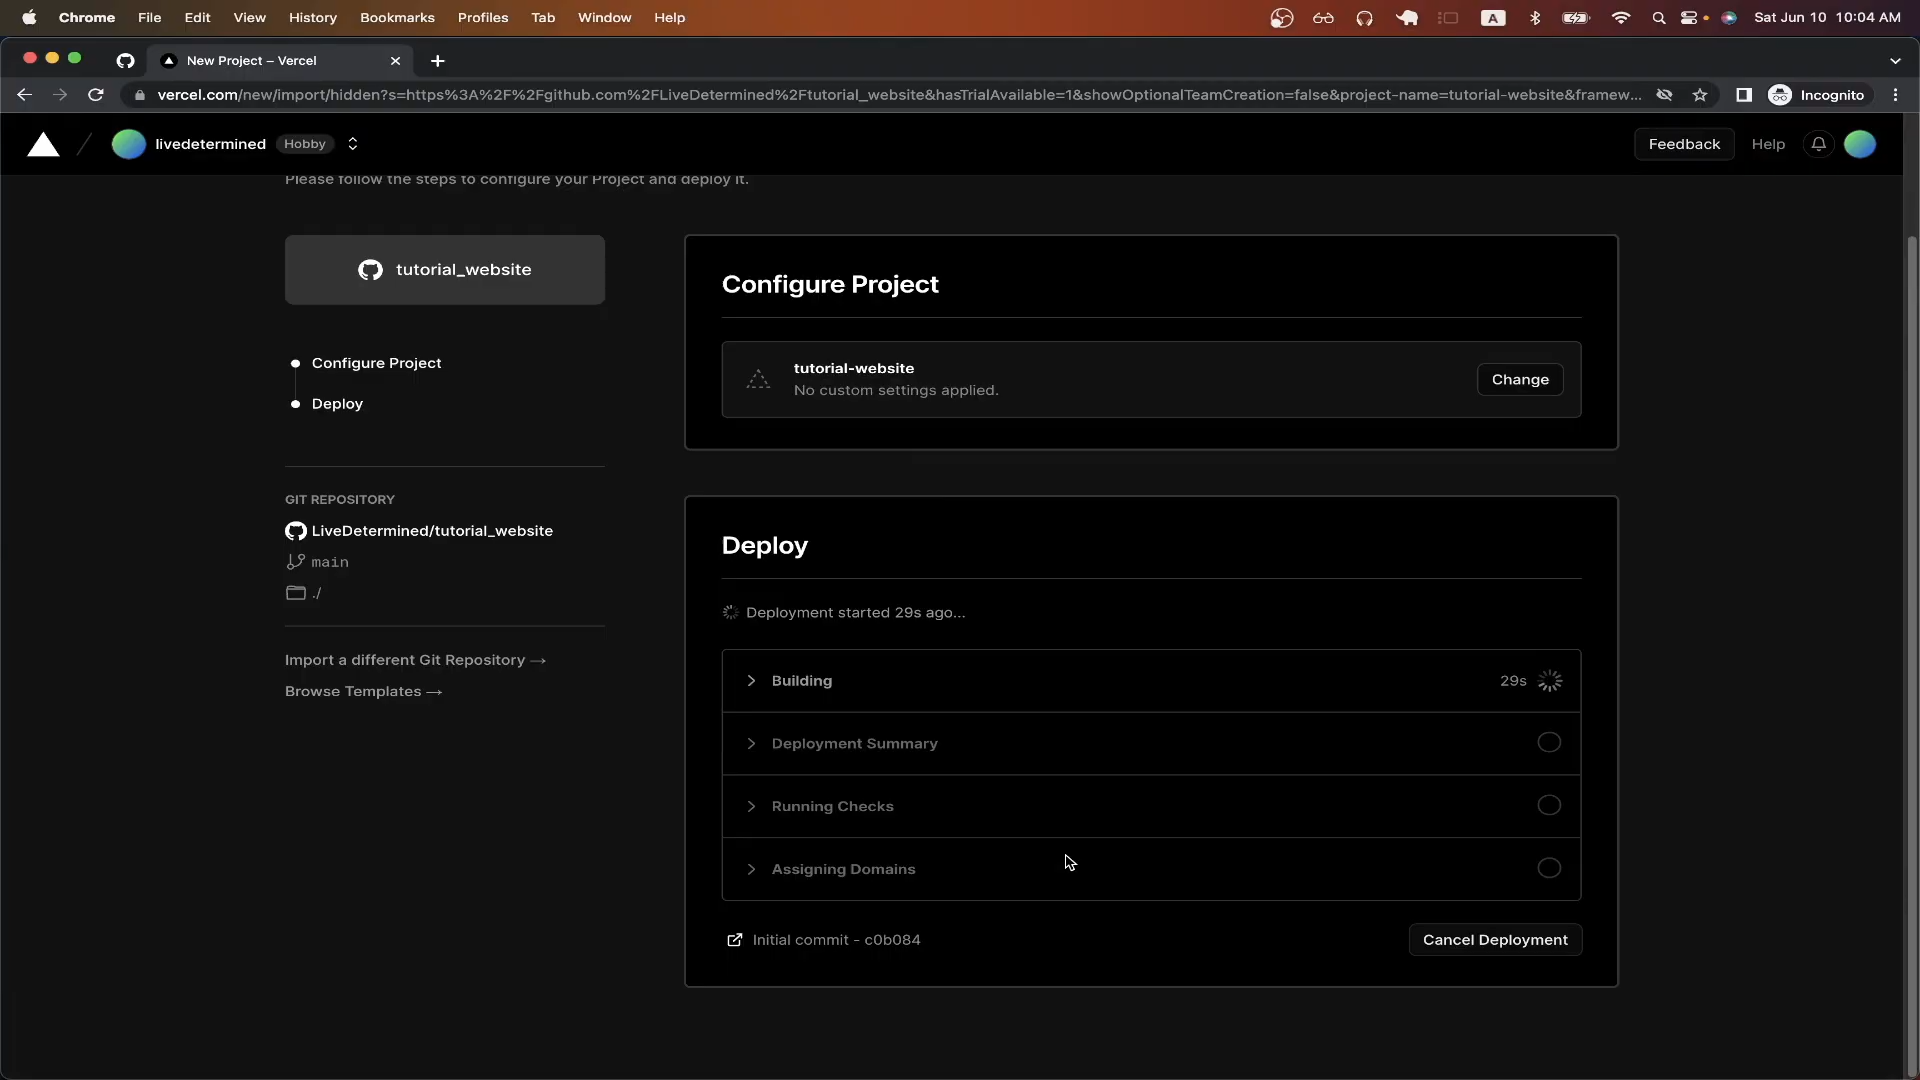 Chrome File Edit View History Bookmarks Profiles Tab Window Help A Sat Jun 10 10:04 AM
New Project – Vercel
vercel.com/new/import/hidden?s=https%3A%2F%2Fgithub.com%2FLiveDetermined%2Ftutorial_website&hasTrialAvailable=1&showOptionalTeamCreation=false&project-name=tutorial-website&framew... Incognito
livedetermined Hobby Feedback Help
Please follow the steps to configure your Project and deploy it.
tutorial_website
Configure Project
Deploy
GIT REPOSITORY
LiveDetermined/tutorial_website
main
./
Import a different Git Repository →
Browse Templates →
Configure Project
tutorial-website
No custom settings applied.
Change
Deploy
Deployment started 29s ago...
Building 29s
Deployment Summary
Running Checks
Assigning Domains
Initial commit - c0b084
Cancel Deployment